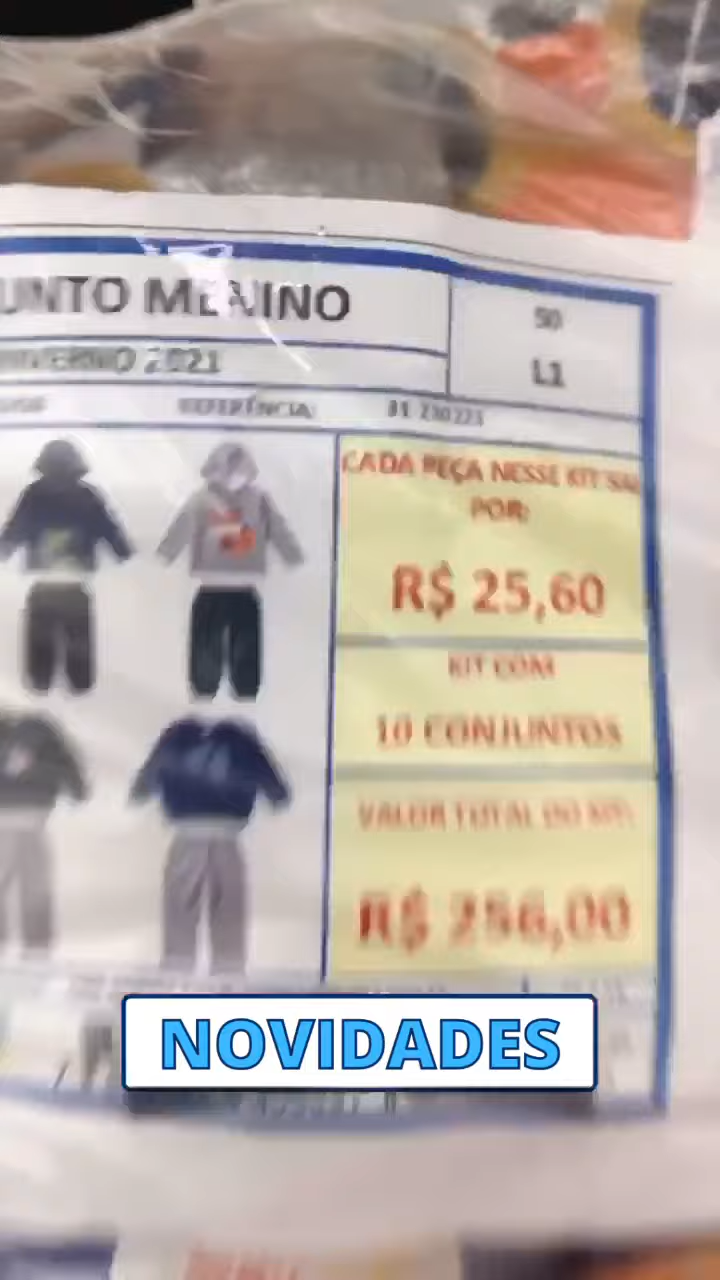 UNTO MENINO
50
INVERNO 2021
L1
REFERÊNCIA:
CADA PEÇA NESSE KIT SAI
POR:
R$ 25,60
KIT COM
10 CONJUNTOS
VALOR TOTAL DO KIT:
R$ 256,00
NOVIDADES